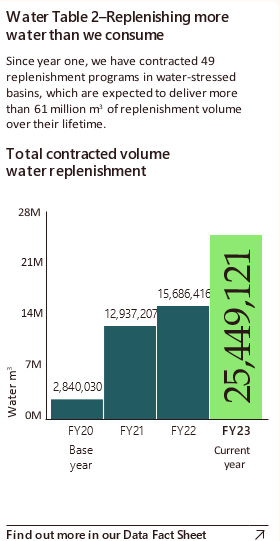 Water Table 2–Replenishing more
water than we consume
Since year one, we have contracted 49
replenishment programs in water-stressed
basins, which are expected to deliver more
than 61 million m³ of replenishment volume
over their lifetime.
Total contracted volume
water replenishment
28M
21M
14M
7M
0M
Water m³
2,840,030
12,937,207
15,686,416
25,449,121
FY20
Base
year
FY21
FY22
FY23
Current
year
Find out more in our Data Fact Sheet